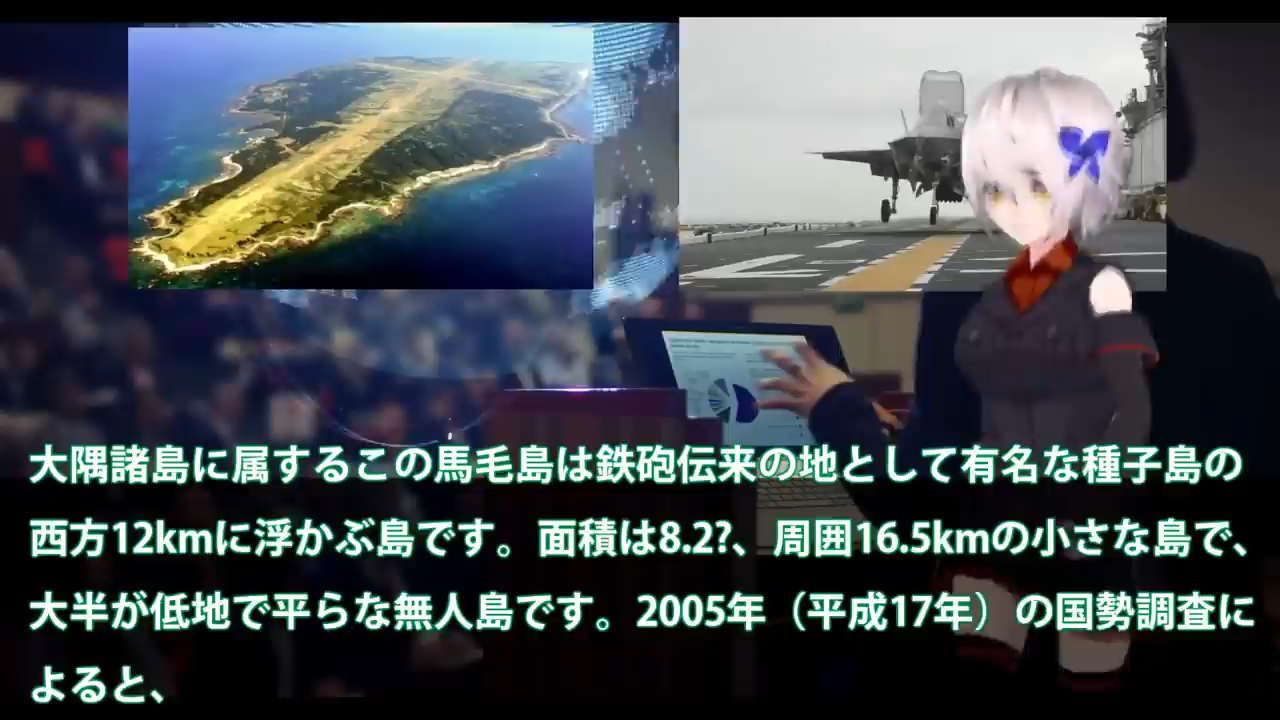 大隅諸島に属するこの馬毛島は鉄砲伝来の地として有名な種子島の
西方12kmに浮かぶ島です。面積は8.2?、周囲16.5kmの小さな島で、
大半が低地で平らな無人島です。2005年（平成17年）の国勢調査に
よると、